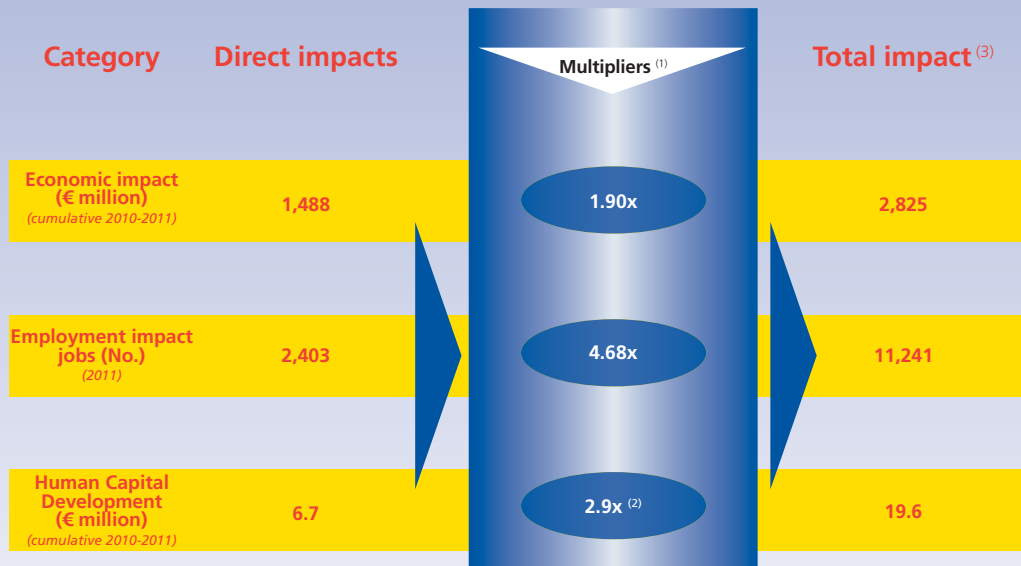 Category Direct impacts Multipliers (1) Total impact (3)
Economic impact
(€ million)
(cumulative 2010-2011)
1,488 1.90x 2,825
Employment impact
jobs (No.)
(2011)
2,403 4.68x 11,241
Human Capital
Development
(€ million)
(cumulative 2010-2011)
6.7 2.9x (2) 19.6